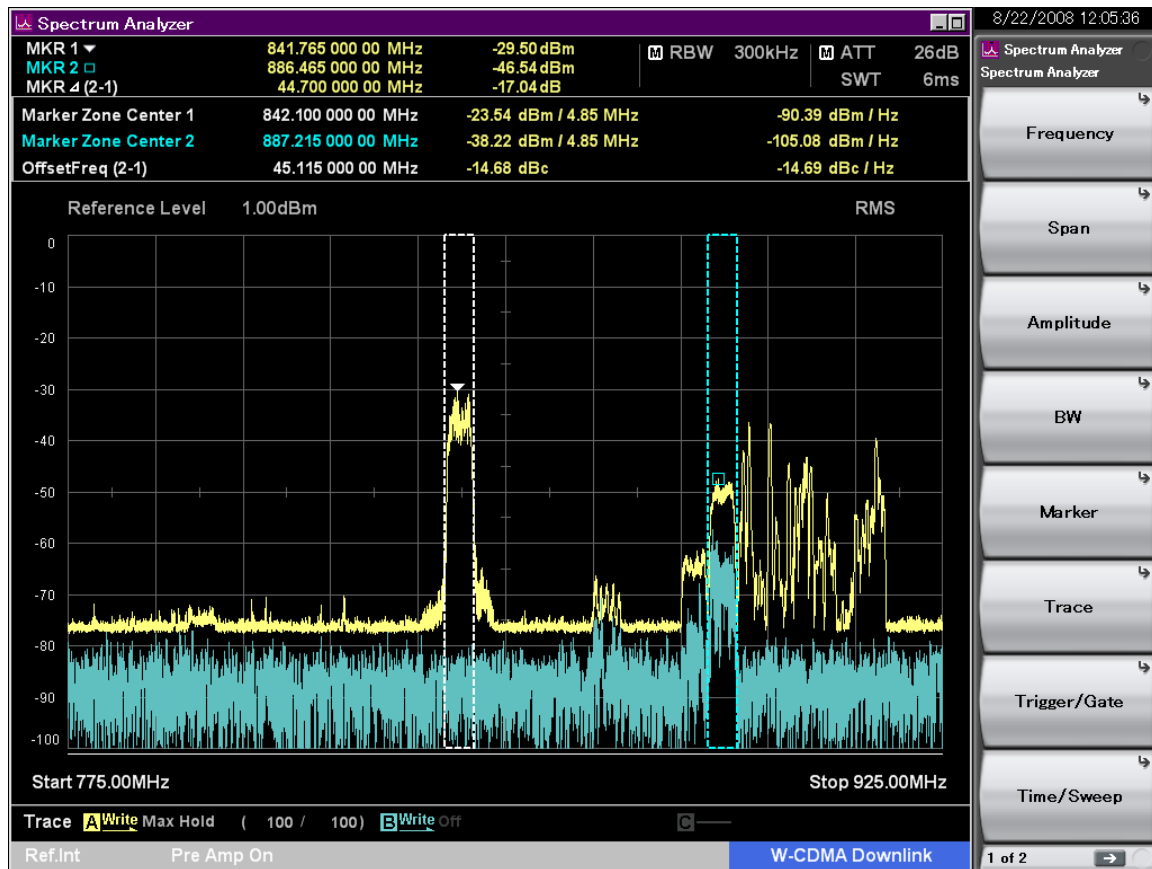 Spectrum Analyzer
MKR 1 841.765 000 00 MHz -29.50 dBm
MKR 2 886.465 000 00 MHz -46.54 dBm
MKR ⊿ (2-1) 44.700 000 00 MHz -17.04 dB
M RBW 300kHz M ATT 26dB
SWT 6ms
Marker Zone Center 1 842.100 000 00 MHz -23.54 dBm / 4.85 MHz -90.39 dBm / Hz
Marker Zone Center 2 887.215 000 00 MHz -38.22 dBm / 4.85 MHz -105.08 dBm / Hz
OffsetFreq (2-1) 45.115 000 00 MHz -14.68 dBc -14.69 dBc / Hz
Reference Level 1.00dBm RMS
0
-10
-20
-30
-40
-50
-60
-70
-80
-90
-100
Start 775.00MHz Stop 925.00MHz
Trace A Write Max Hold ( 100 / 100) B Write Off C
Ref.Int Pre Amp On W-CDMA Downlink
8/22/2008 12:05:36
Spectrum Analyzer
Spectrum Analyzer
Frequency
Span
Amplitude
BW
Marker
Trace
Trigger/Gate
Time/Sweep
1 of 2